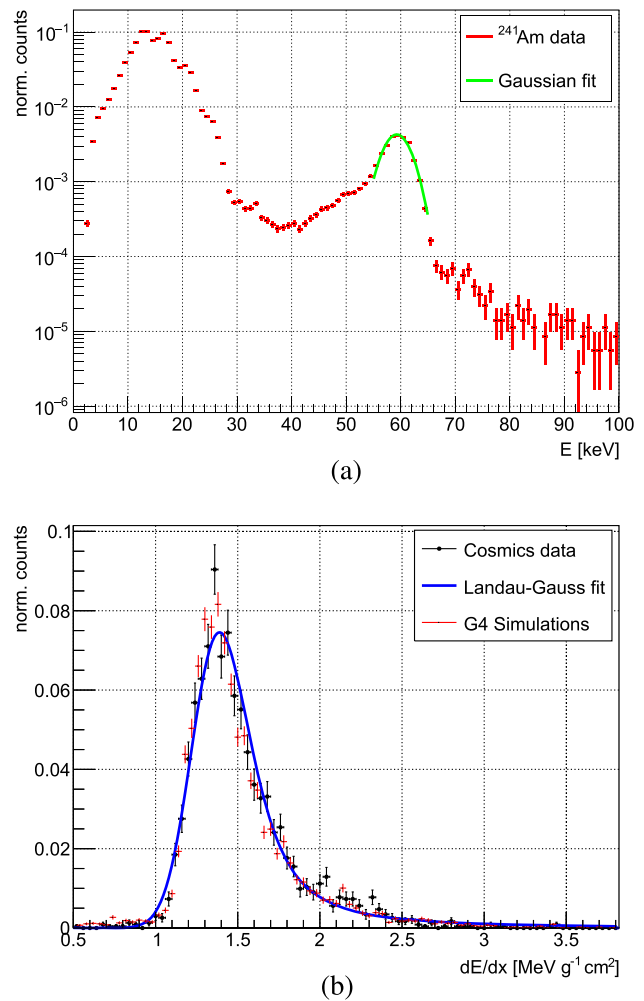 norm. counts
10⁻¹
10⁻²
10⁻³
10⁻⁴
10⁻⁵
10⁻⁶
²⁴¹Am data
Gaussian fit
0 10 20 30 40 50 60 70 80 90 100
E [keV]
(a)
norm. counts
0.1
0.08
0.06
0.04
0.02
0
Cosmics data
Landau-Gauss fit
G4 Simulations
0.5 1 1.5 2 2.5 3 3.5
dE/dx [MeV g⁻¹ cm²]
(b)